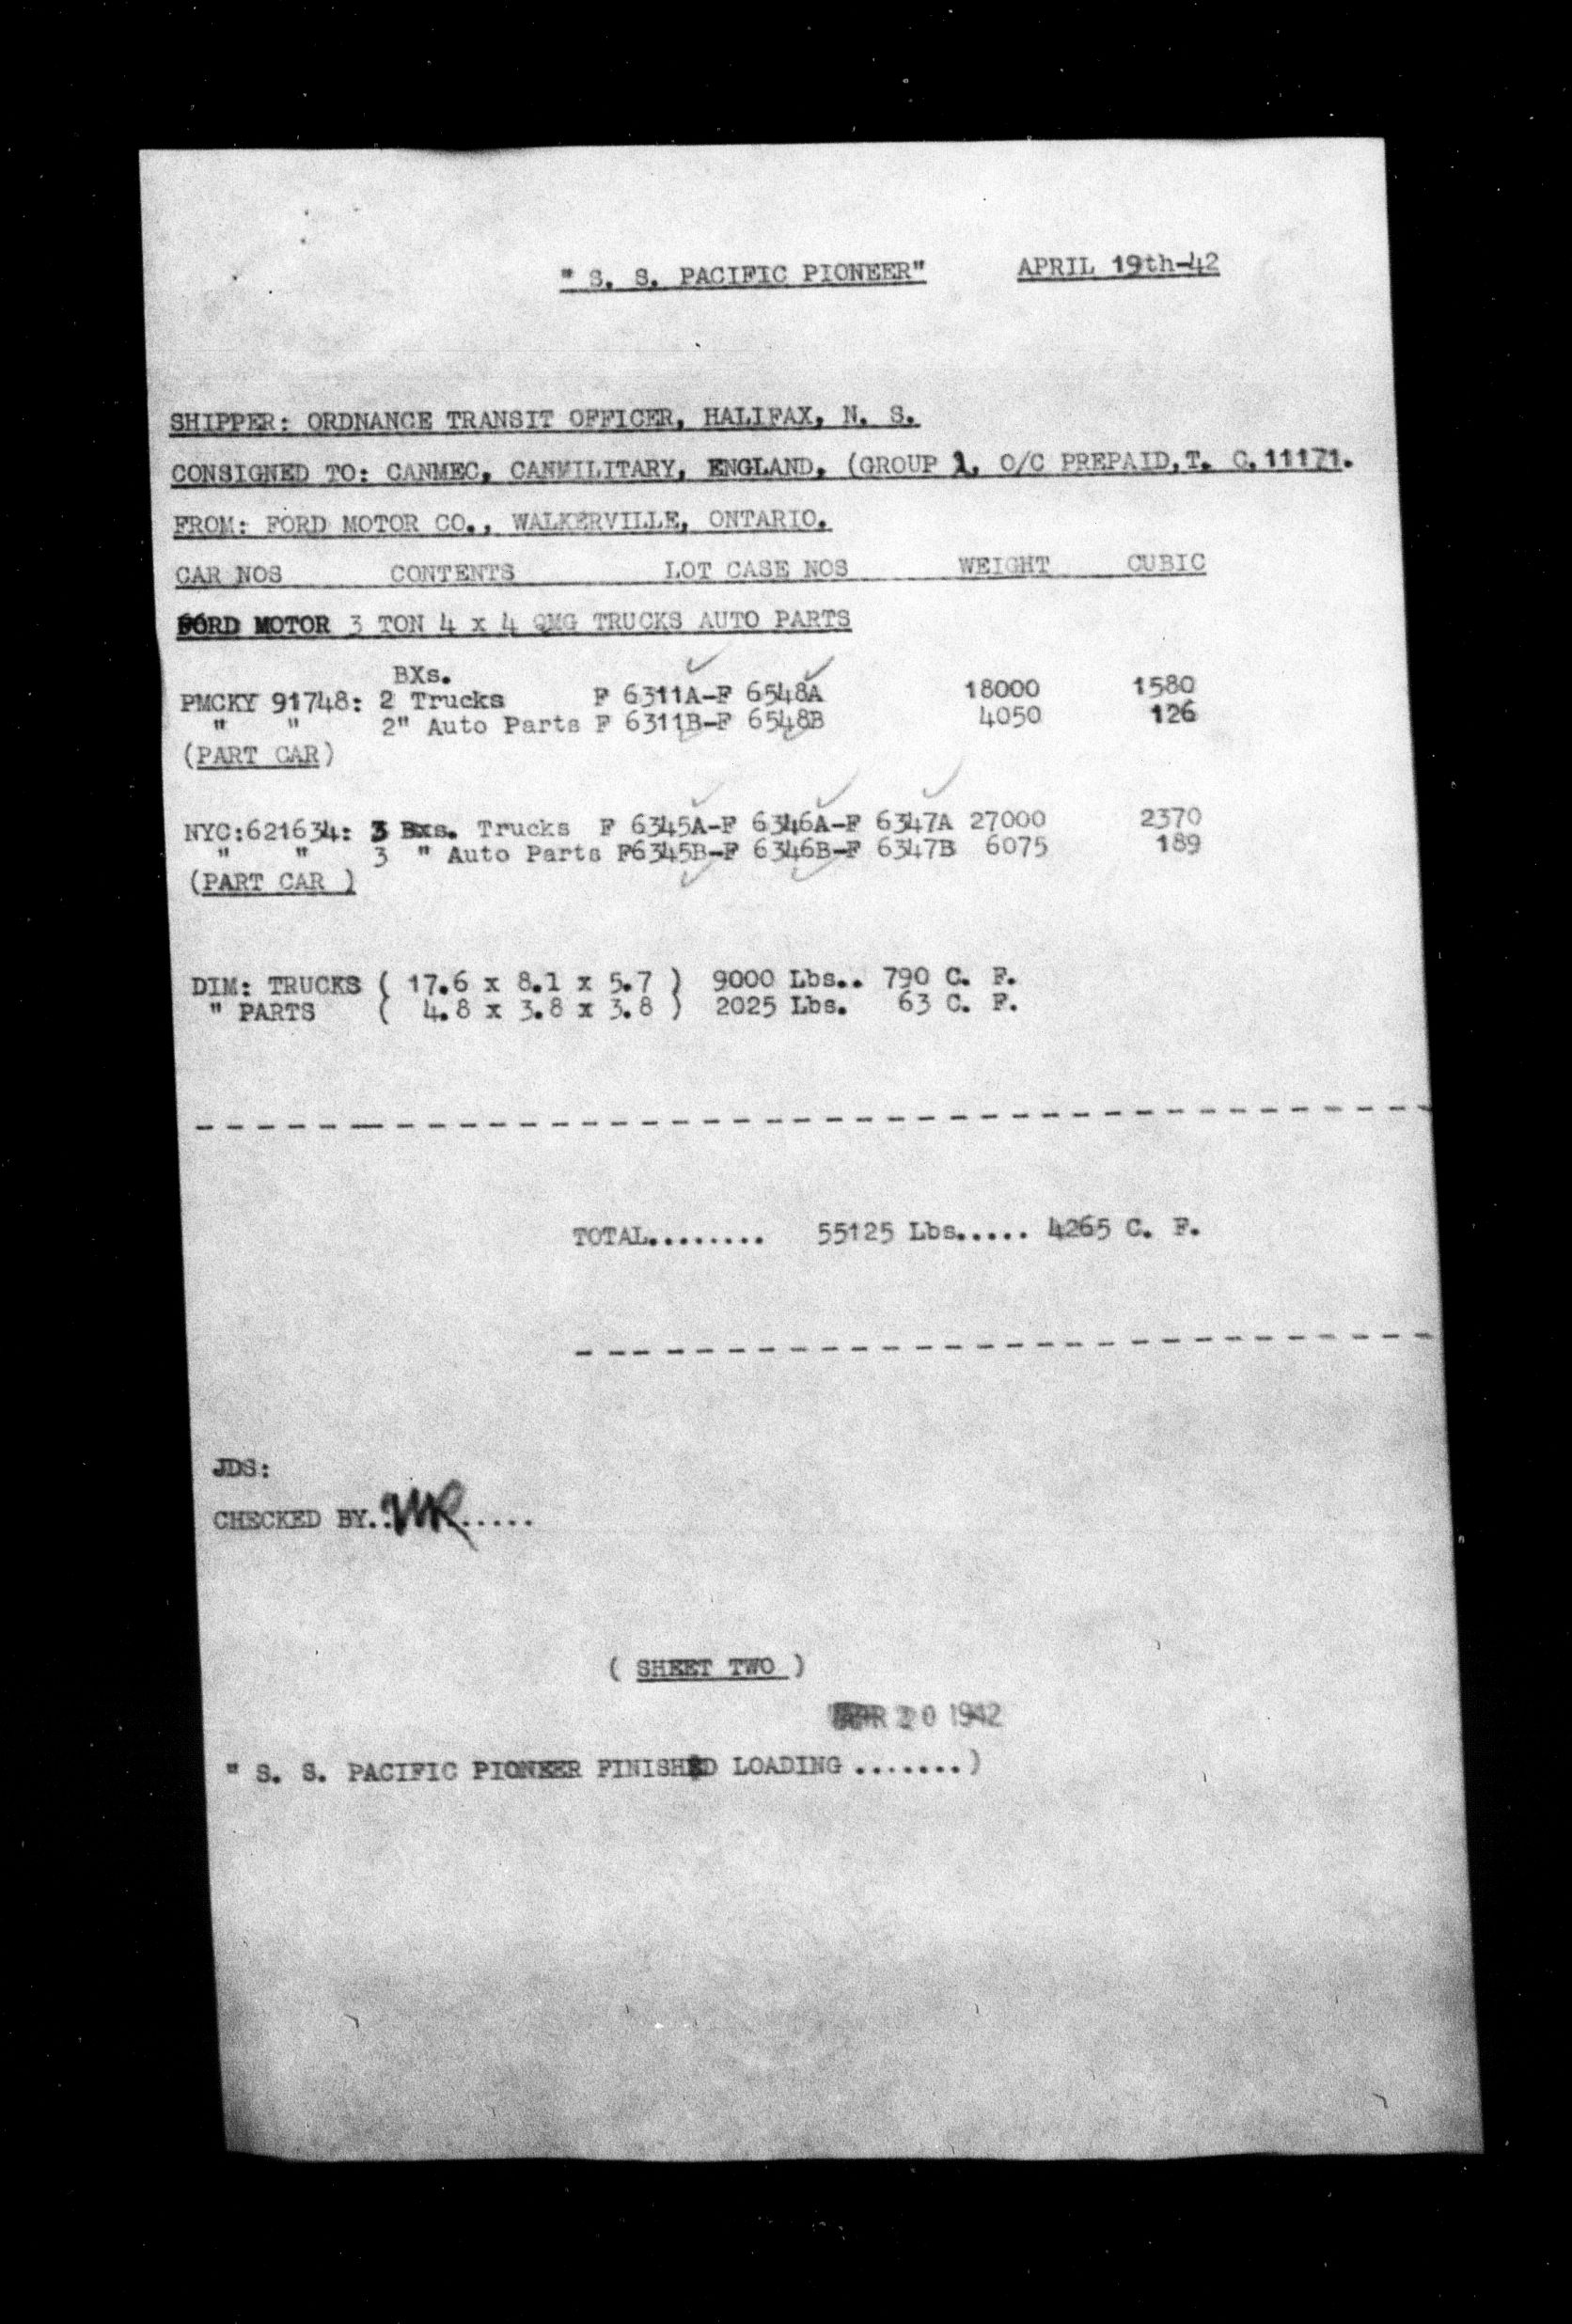 " S. S. PACIFIC PIONEER" APRIL 19th-42
SHIPPER: ORDNANCE TRANSIT OFFICER, HALIFAX, N. S.
CONSIGNED TO: CANMEC, CANMILITARY, ENGLAND. (GROUP 1, O/C PREPAID, T. C. 11171.
FROM: FORD MOTOR CO., WALKERVILLE, ONTARIO.
CAR NOS CONTENTS LOT CASE NOS WEIGHT CUBIC
FORD MOTOR 3 TON 4 x 4 QMG TRUCKS AUTO PARTS
BXs.
PMCKY 91748: 2 Trucks F 6311A-F 6548A 18000 1580
" " 2" Auto Parts F 6311B-F 6548B 4050 126
(PART CAR)
NYC:621634: 3 Bxs. Trucks F 6345A-F 6346A-F 6347A 27000 2370
" " 3 " Auto Parts F6345B-F 6346B-F 6347B 6075 189
(PART CAR )
DIM: TRUCKS ( 17.6 x 8.1 x 5.7 ) 9000 Lbs.. 790 C. F.
" PARTS ( 4.8 x 3.8 x 3.8 ) 2025 Lbs. 63 C. F.
TOTAL........ 55125 Lbs..... 4265 C. F.
JDS:
CHECKED BY.......
( SHEET TWO )
APR 20 1942
" S. S. PACIFIC PIONEER FINISHED LOADING .......)